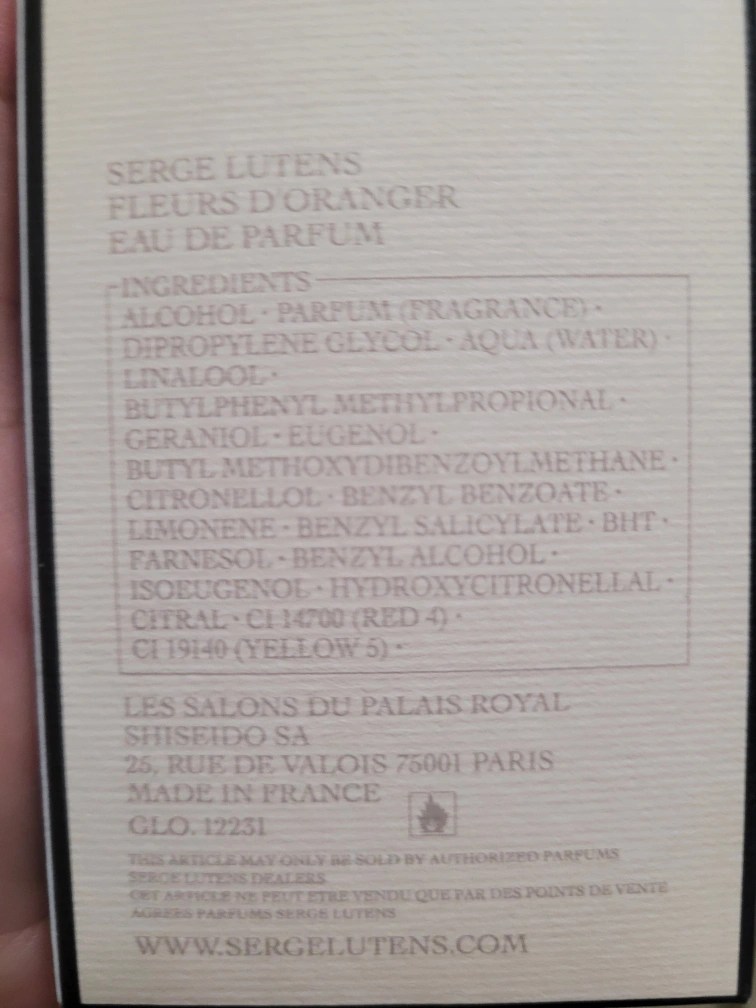 SERGE LUTENS
FLEURS D'ORANGER
EAU DE PARFUM
INGREDIENTS
ALCOHOL · PARFUM (FRAGRANCE) ·
DIPROPYLENE GLYCOL · AQUA (WATER) ·
LINALOOL ·
BUTYLPHENYL METHYLPROPIONAL ·
GERANIOL · EUGENOL ·
BUTYL METHOXYDIBENZOYLMETHANE ·
CITRONELLOL · BENZYL BENZOATE ·
LIMONENE · BENZYL SALICYLATE · BHT ·
FARNESOL · BENZYL ALCOHOL ·
ISOEUGENOL · HYDROXYCITRONELLAL ·
CITRAL · CI 14700 (RED 4) ·
CI 19140 (YELLOW 5) ·
LES SALONS DU PALAIS ROYAL
SHISEIDO SA
25, RUE DE VALOIS 75001 PARIS
MADE IN FRANCE
GLO. 12231
THIS ARTICLE MAY ONLY BE SOLD BY AUTHORIZED PARFUMS
SERGE LUTENS DEALERS
CET ARTICLE NE PEUT ETRE VENDU QUE PAR DES POINTS DE VENTE
AGREES PARFUMS SERGE LUTENS
WWW.SERGELUTENS.COM